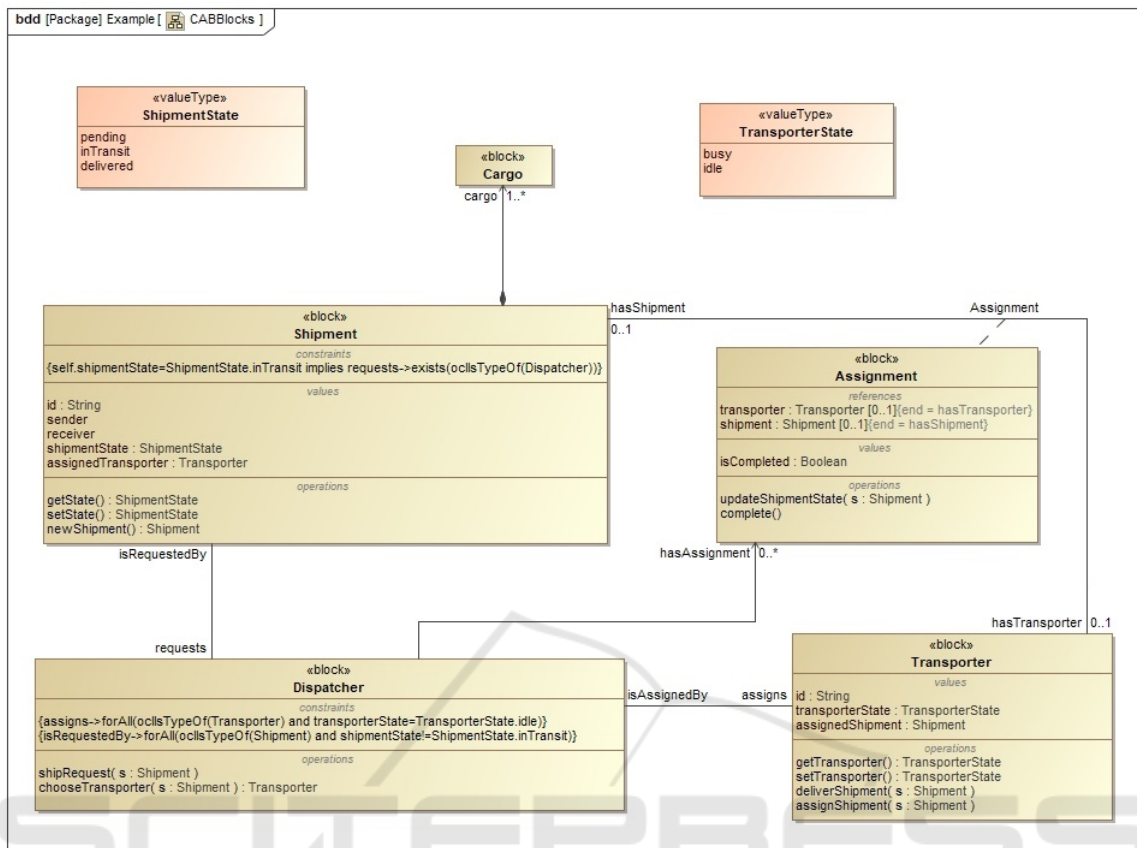 bdd [Package] Example [ CABBlocks ]
«valueType»
ShipmentState
pending
inTransit
delivered
«block»
Cargo
cargo 1..*
«valueType»
TransporterState
busy
idle
«block»
Shipment
constraints
{self.shipmentState=ShipmentState.inTransit implies requests->exists(oclIsTypeOf(Dispatcher))}
values
id : String
sender
receiver
shipmentState : ShipmentState
assignedTransporter : Transporter
operations
getState() : ShipmentState
setState() : ShipmentState
newShipment() : Shipment
hasShipment
0..1
Assignment
«block»
Assignment
references
transporter : Transporter [0..1]{end = hasTransporter}
shipment : Shipment [0..1]{end = hasShipment}
values
isCompleted : Boolean
operations
updateShipmentState( s : Shipment )
complete()
isRequestedBy
hasAssignment 0..*
requests
hasTransporter 0..1
«block»
Dispatcher
constraints
{assigns->forAll(oclIsTypeOf(Transporter) and transporterState=TransporterState.idle)}
{isRequestedBy->forAll(oclIsTypeOf(Shipment) and shipmentState!=ShipmentState.inTransit)}
operations
shipRequest( s : Shipment )
chooseTransporter( s : Shipment ) : Transporter
isAssignedBy assigns
«block»
Transporter
values
id : String
transporterState : TransporterState
assignedShipment : Shipment
operations
getTransporter() : TransporterState
setTransporter() : TransporterState
deliverShipment( s : Shipment )
assignShipment( s : Shipment )
SCITEPRESS